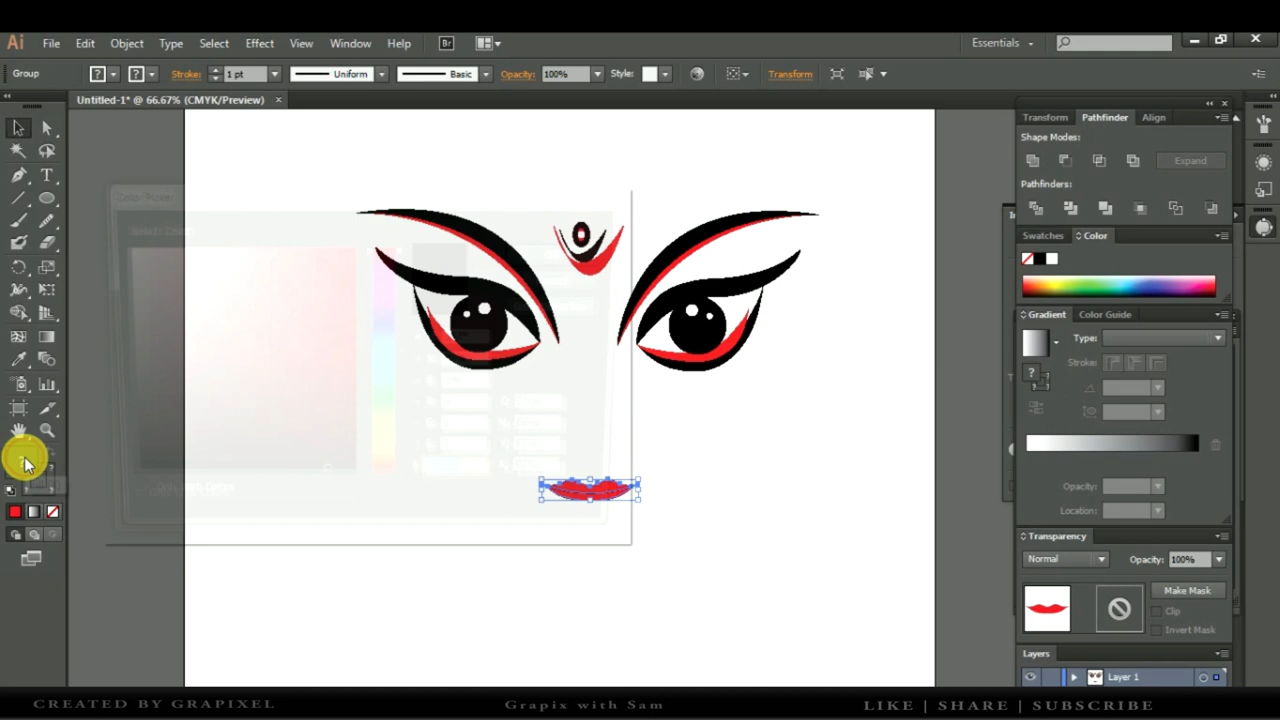 Ai File Edit Object Type Select Effect View Window Help Br Essentials
Group ? ? Stroke: 1 pt Uniform Basic Opacity: 100% Style: Transform
Untitled-1* @ 66.67% (CMYK/Preview) ×
Transform Pathfinder Align
Shape Modes:
Expand
Pathfinders:
Swatches Color
Gradient Color Guide
Type:
Stroke:
?
Opacity:
Location:
Transparency
Normal Opacity: 100%
Make Mask
Clip
Invert Mask
Layers
Layer 1
CREATED BY GRAPIXEL Grapix with Sam LIKE | SHARE | SUBSCRIBE